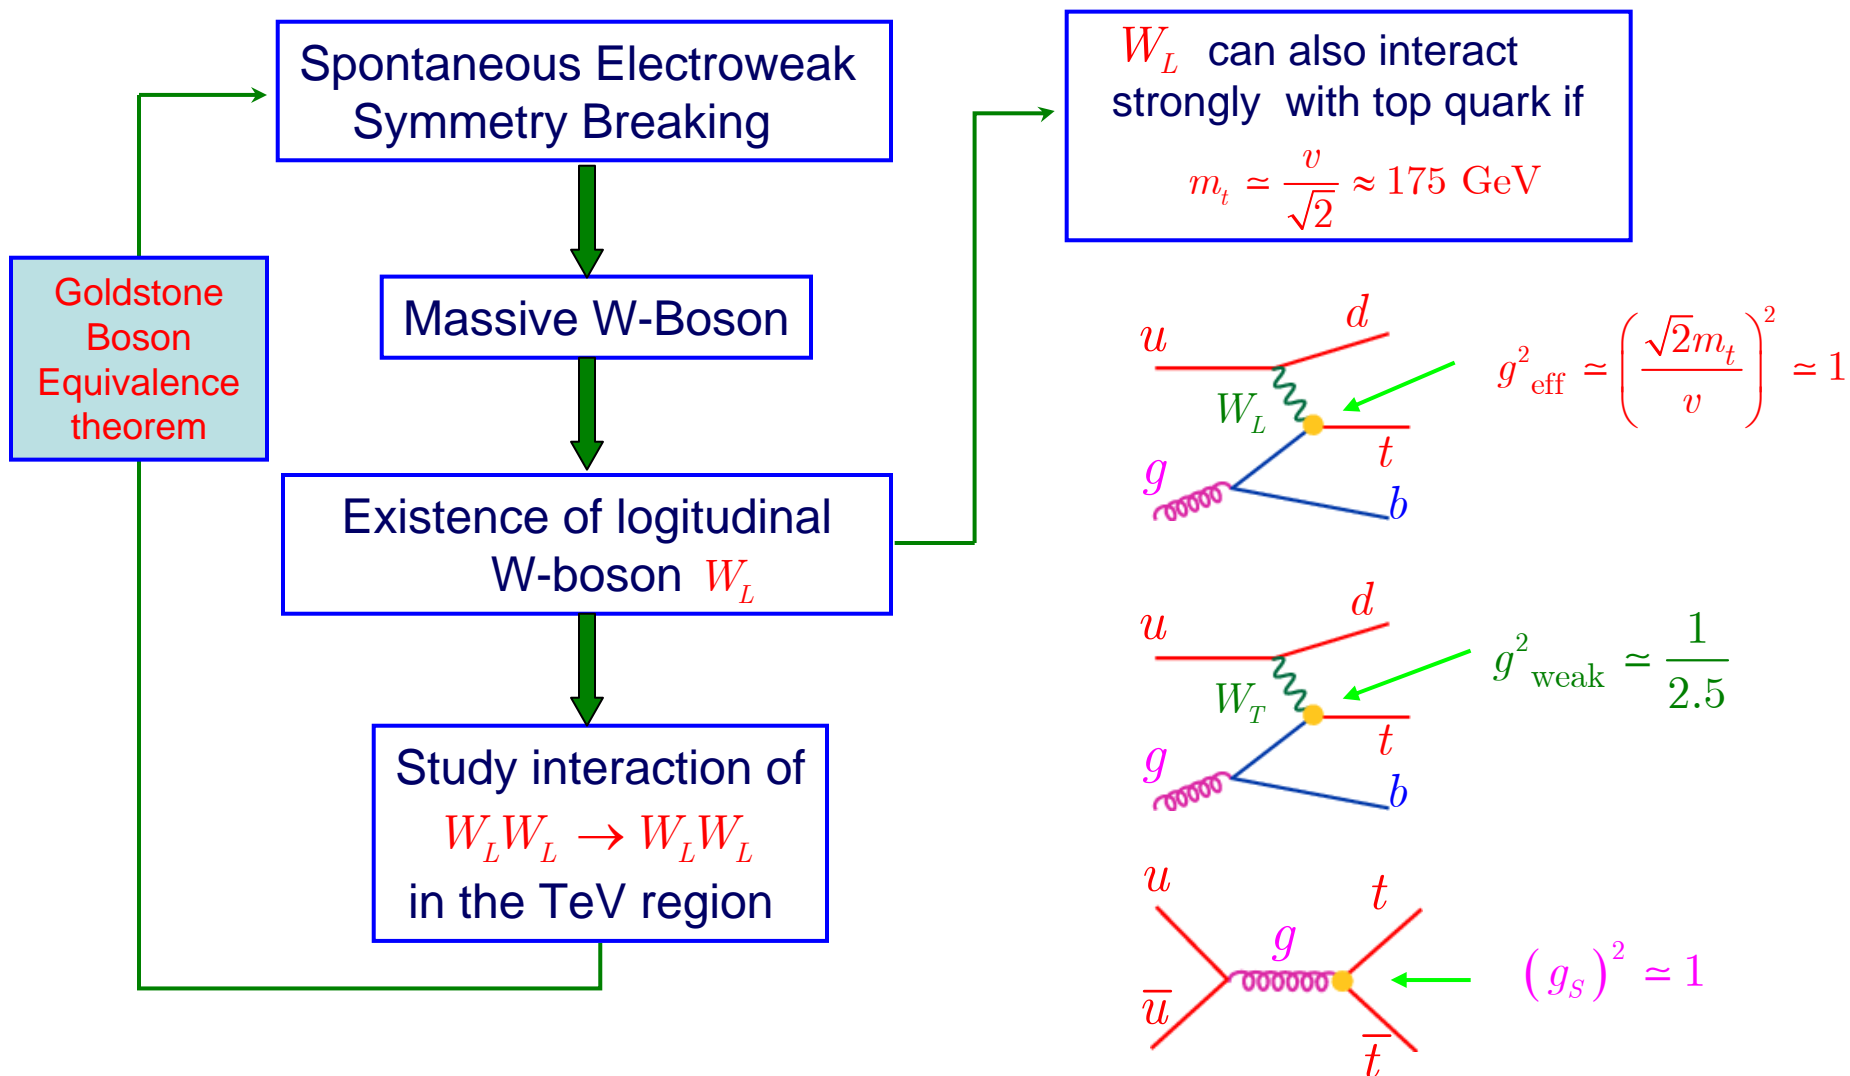 Spontaneous Electroweak
Symmetry Breaking
Massive W-Boson
Existence of logitudinal
W-boson W_L
Study interaction of
W_L W_L → W_L W_L
in the TeV region
Goldstone
Boson
Equivalence
theorem
W_L can also interact
strongly with top quark if
m_t ≃ v/√2 ≈ 175 GeV
u
d
W_L
t
g
b
g²_eff ≃ (√2 m_t / v)² ≃ 1
u
d
W_T
t
g
b
g²_weak ≃ 1/2.5
u
t
g
u̅
t̅
(g_S)² ≃ 1